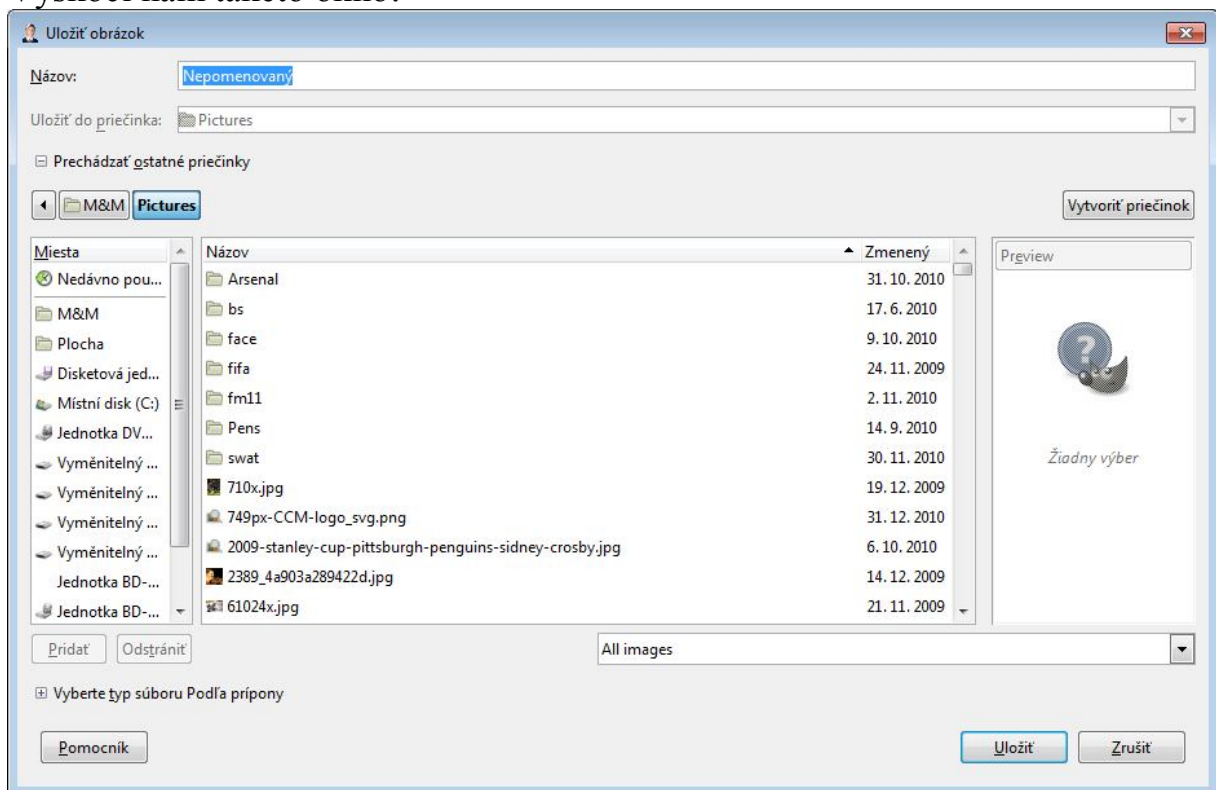 Vyskočí nám takéto okno:
Uložiť obrázok
Názov: Nepomenovaný
Uložiť do priečinka: Pictures
Prechádzať ostatné priečinky
M&M Pictures Vytvoriť priečinok
Miesta Názov Zmenený Preview
Nedávno pou... Arsenal 31. 10. 2010
M&M bs 17. 6. 2010
Plocha face 9. 10. 2010
Disketová jed... fifa 24. 11. 2009
Místní disk (C:) fm11 2. 11. 2010
Jednotka DV... Pens 14. 9. 2010
Vyměnitelný ... swat 30. 11. 2010 Žiadny výber
Vyměnitelný ... 710x.jpg 19. 12. 2009
Vyměnitelný ... 749px-CCM-logo_svg.png 31. 12. 2010
Vyměnitelný ... 2009-stanley-cup-pittsburgh-penguins-sidney-crosby.jpg 6. 10. 2010
Jednotka BD-... 2389_4a903a289422d.jpg 14. 12. 2009
Jednotka BD-... 61024x.jpg 21. 11. 2009
Pridať Odstrániť All images
Vyberte typ súboru Podľa prípony
Pomocník Uložiť Zrušiť